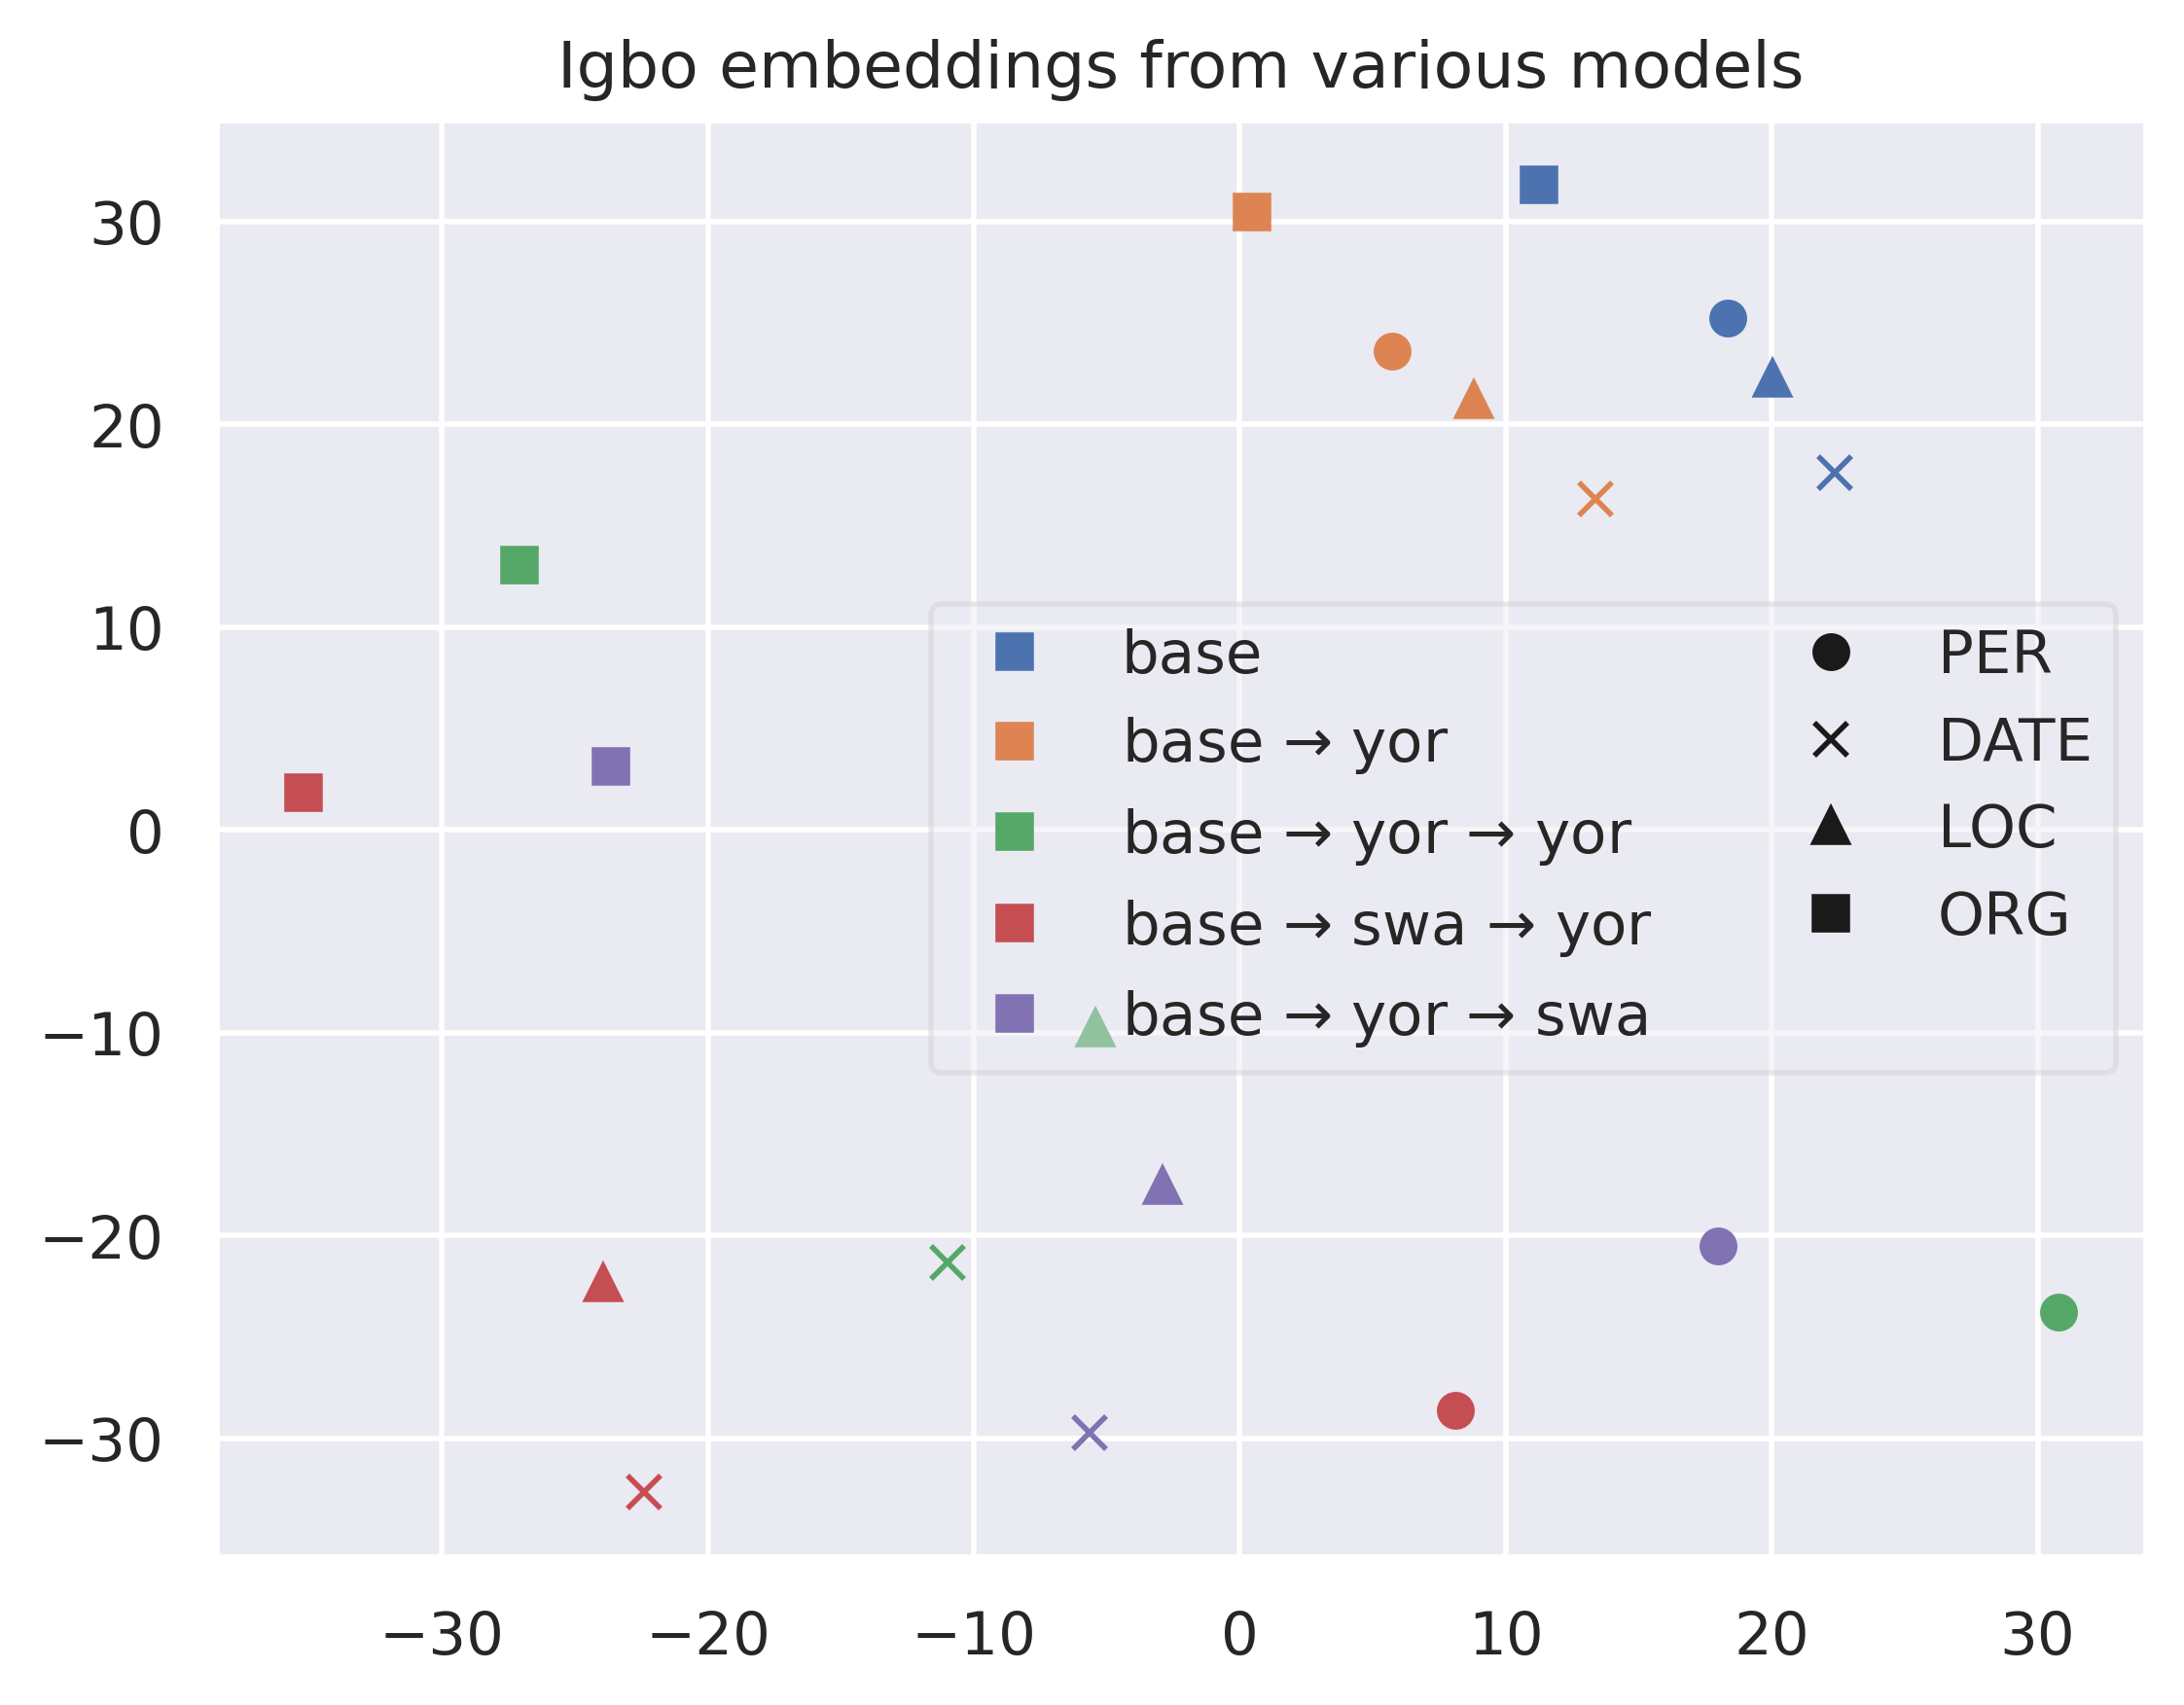 Igbo embeddings from various models
30
20
10
0
−10
−20
−30
base
base → yor
base → yor → yor
base → swa → yor
base → yor → swa
PER
DATE
LOC
ORG
−30 −20 −10 0 10 20 30